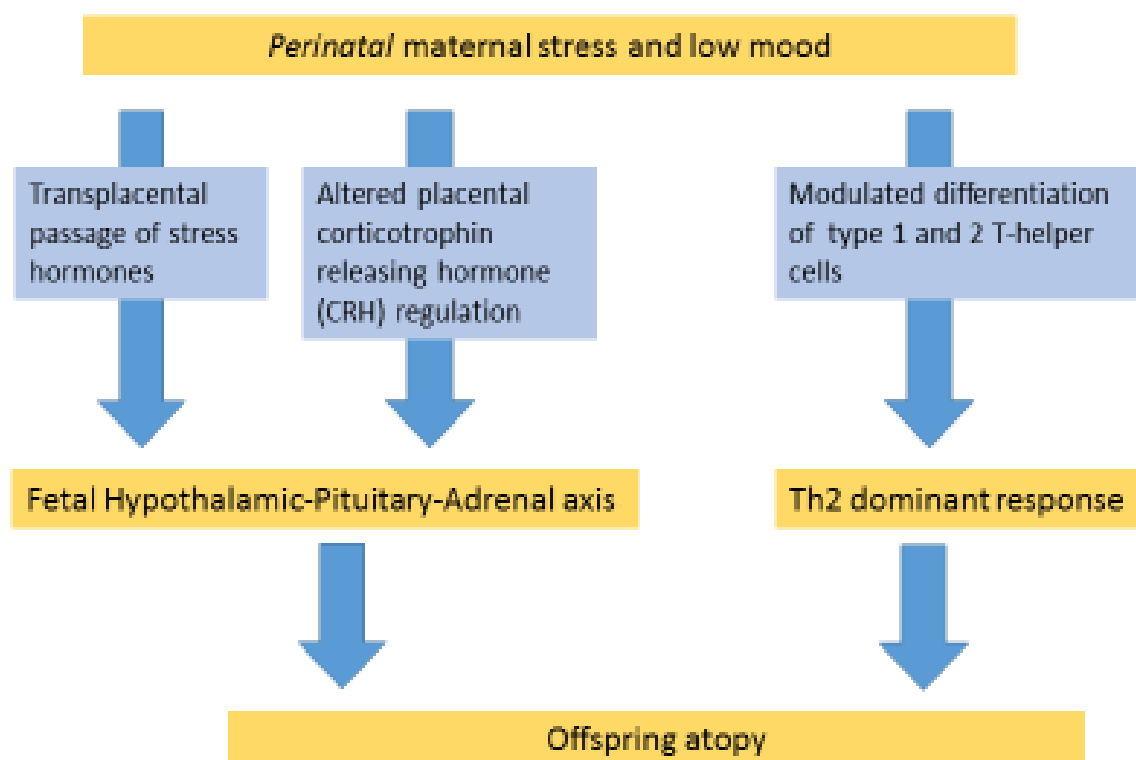 Perinatal maternal stress and low mood
Transplacental
passage of stress
hormones
Altered placental
corticotrophin
releasing hormone
(CRH) regulation
Modulated differentiation
of type 1 and 2 T-helper
cells
Fetal Hypothalamic-Pituitary-Adrenal axis
Th2 dominant response
Offspring atopy